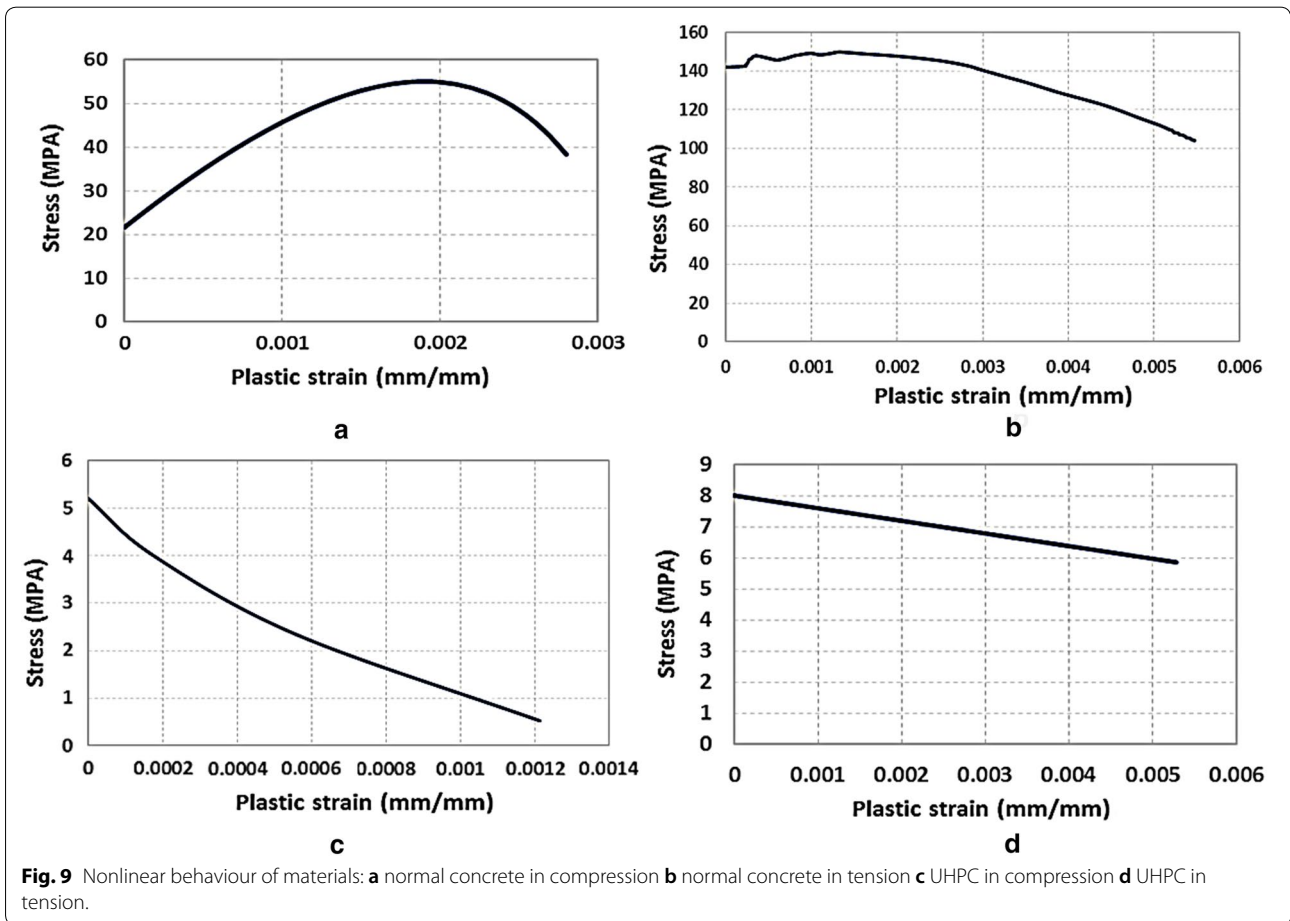 60
50
40
30
20
10
0
0 0.001 0.002 0.003
Stress (MPA)
Plastic strain (mm/mm)
a
160
140
120
100
80
60
40
20
0
0 0.001 0.002 0.003 0.004 0.005 0.006
Stress (MPA)
Plastic strain (mm/mm)
b
6
5
4
3
2
1
0
0 0.0002 0.0004 0.0006 0.0008 0.001 0.0012 0.0014
Stress (MPA)
Plastic strain (mm/mm)
c
9
8
7
6
5
4
3
2
1
0
0 0.001 0.002 0.003 0.004 0.005 0.006
Stress (MPA)
Plastic strain (mm/mm)
d
Fig. 9 Nonlinear behaviour of materials: a normal concrete in compression b normal concrete in tension c UHPC in compression d UHPC in
tension.